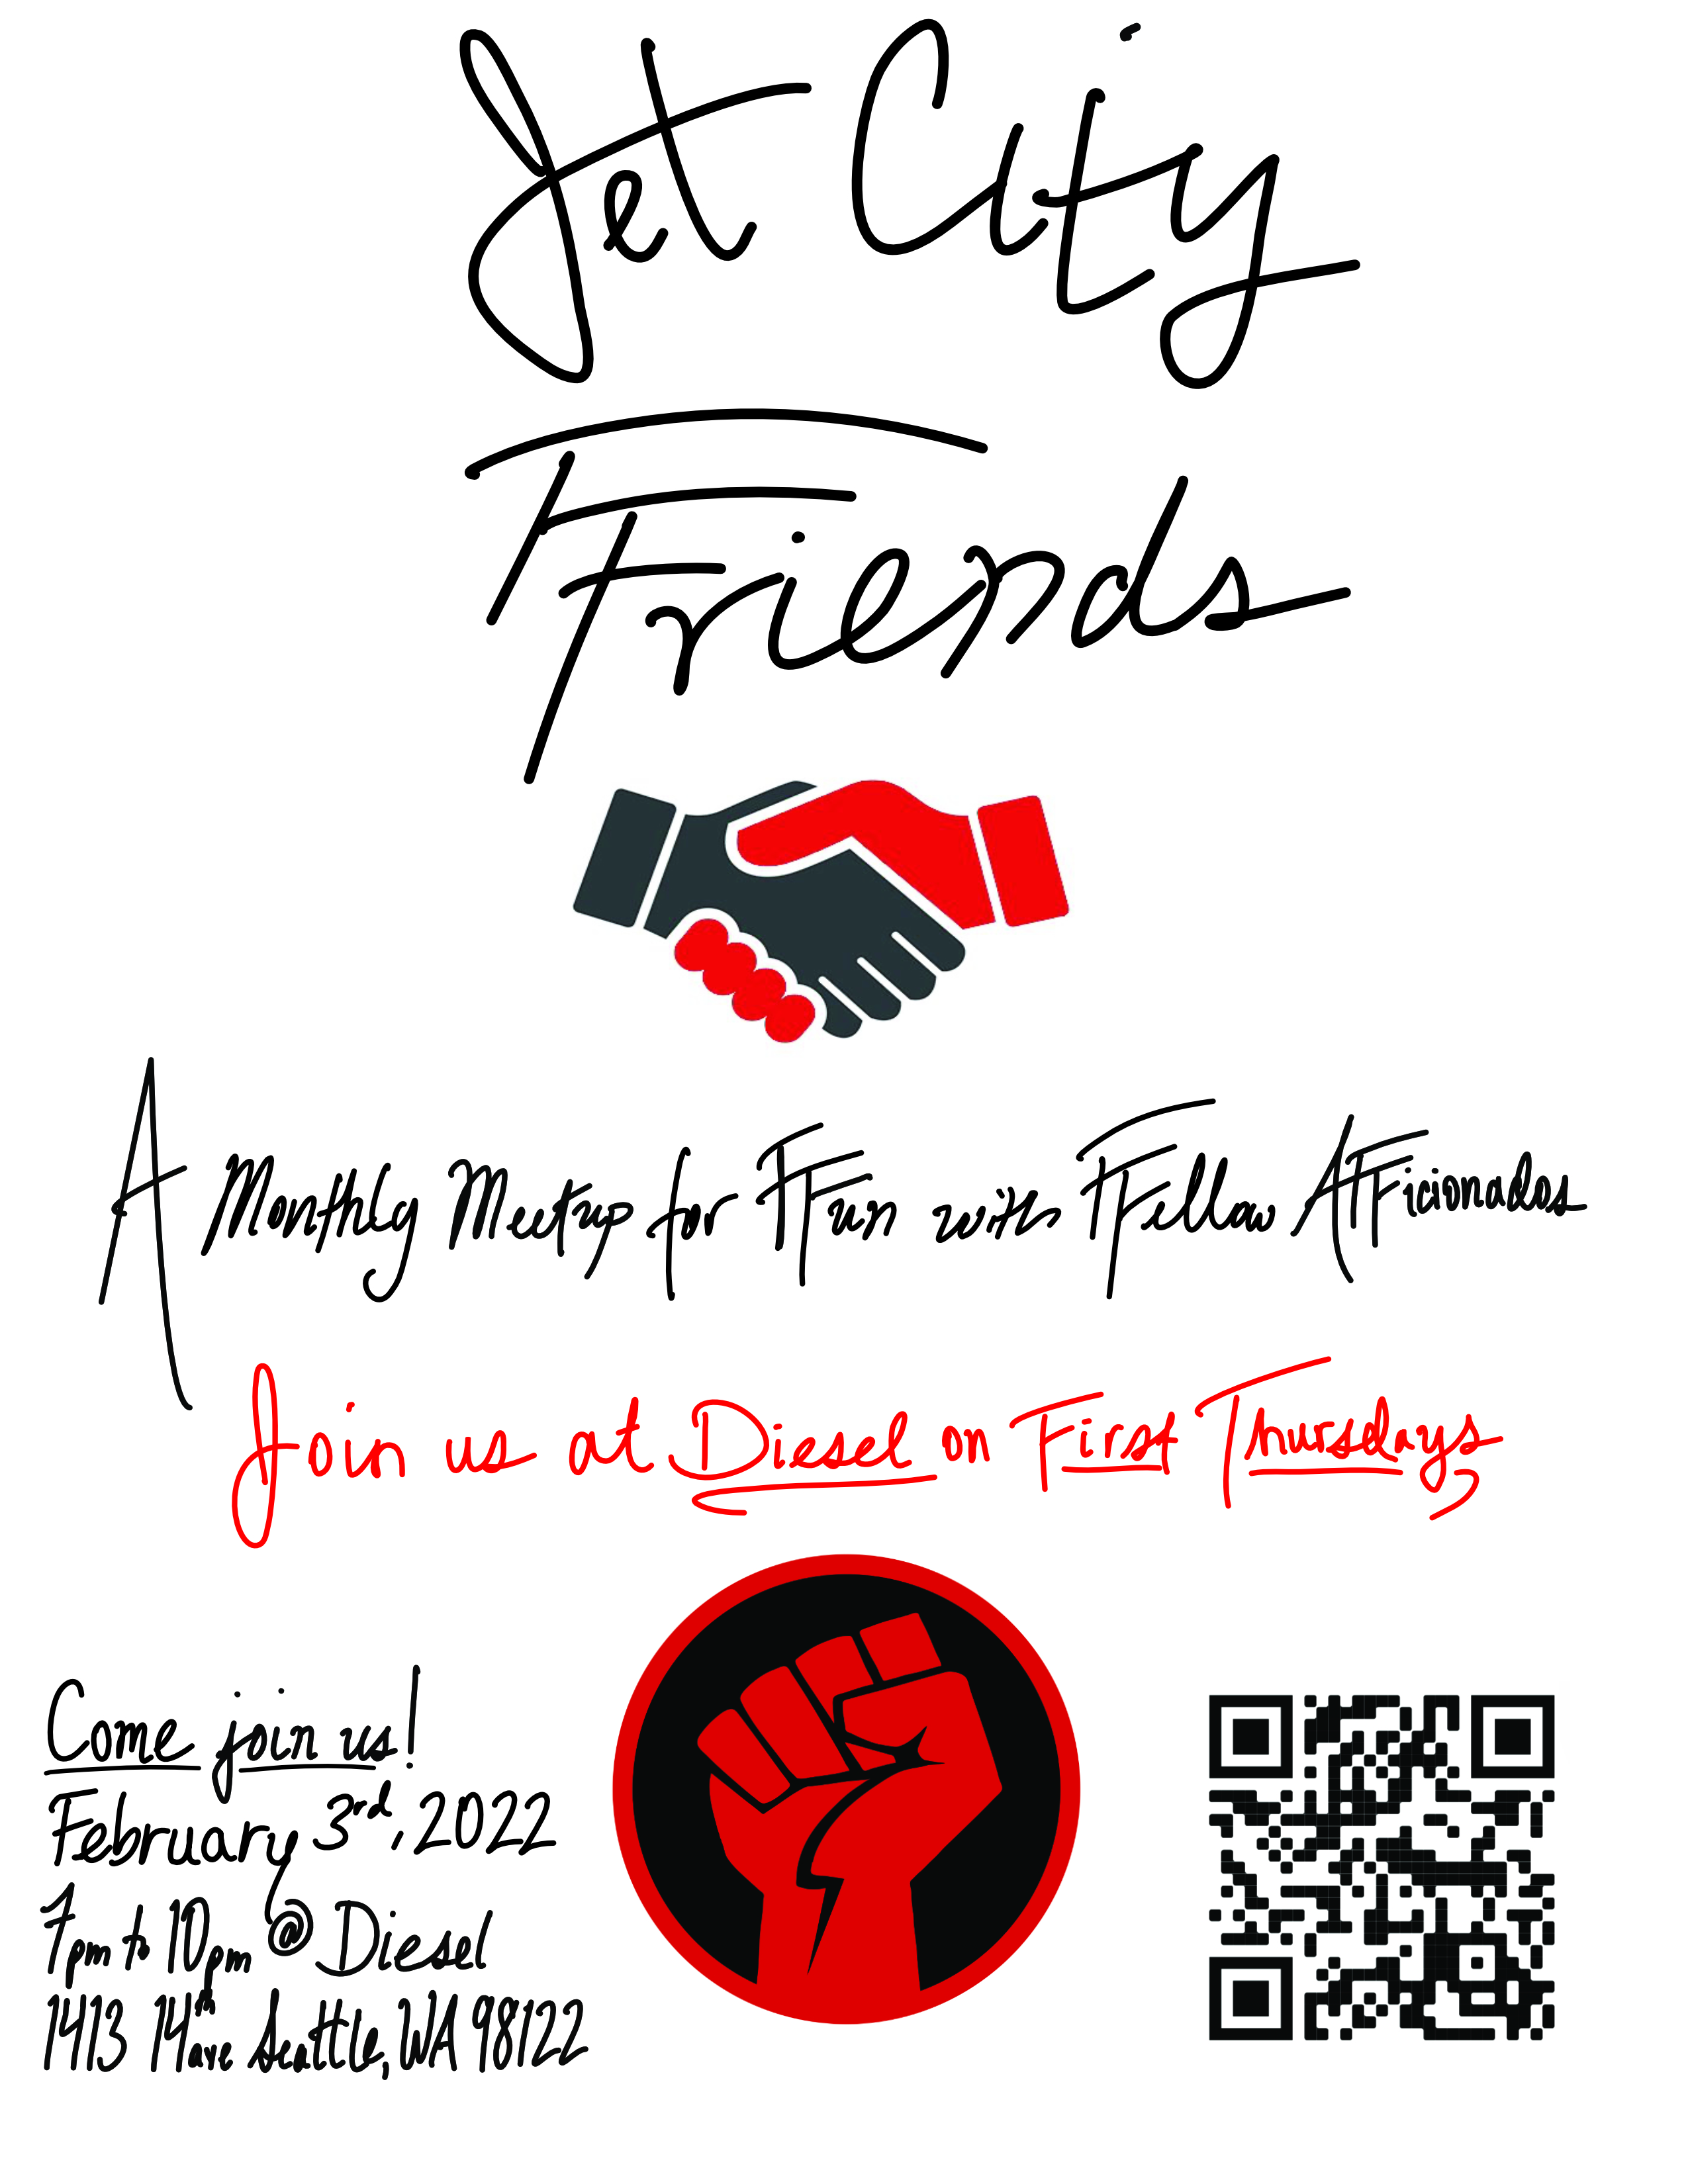 Jet City
FFriends
A Monthly Meetup for FFun with FFellow AFFicionados
Join us at Diesel on First Thursdays
Come join us!
February 3rd, 2022
7pm to 10pm @ Diesel
1413 14th ave Seattle, WA 98122